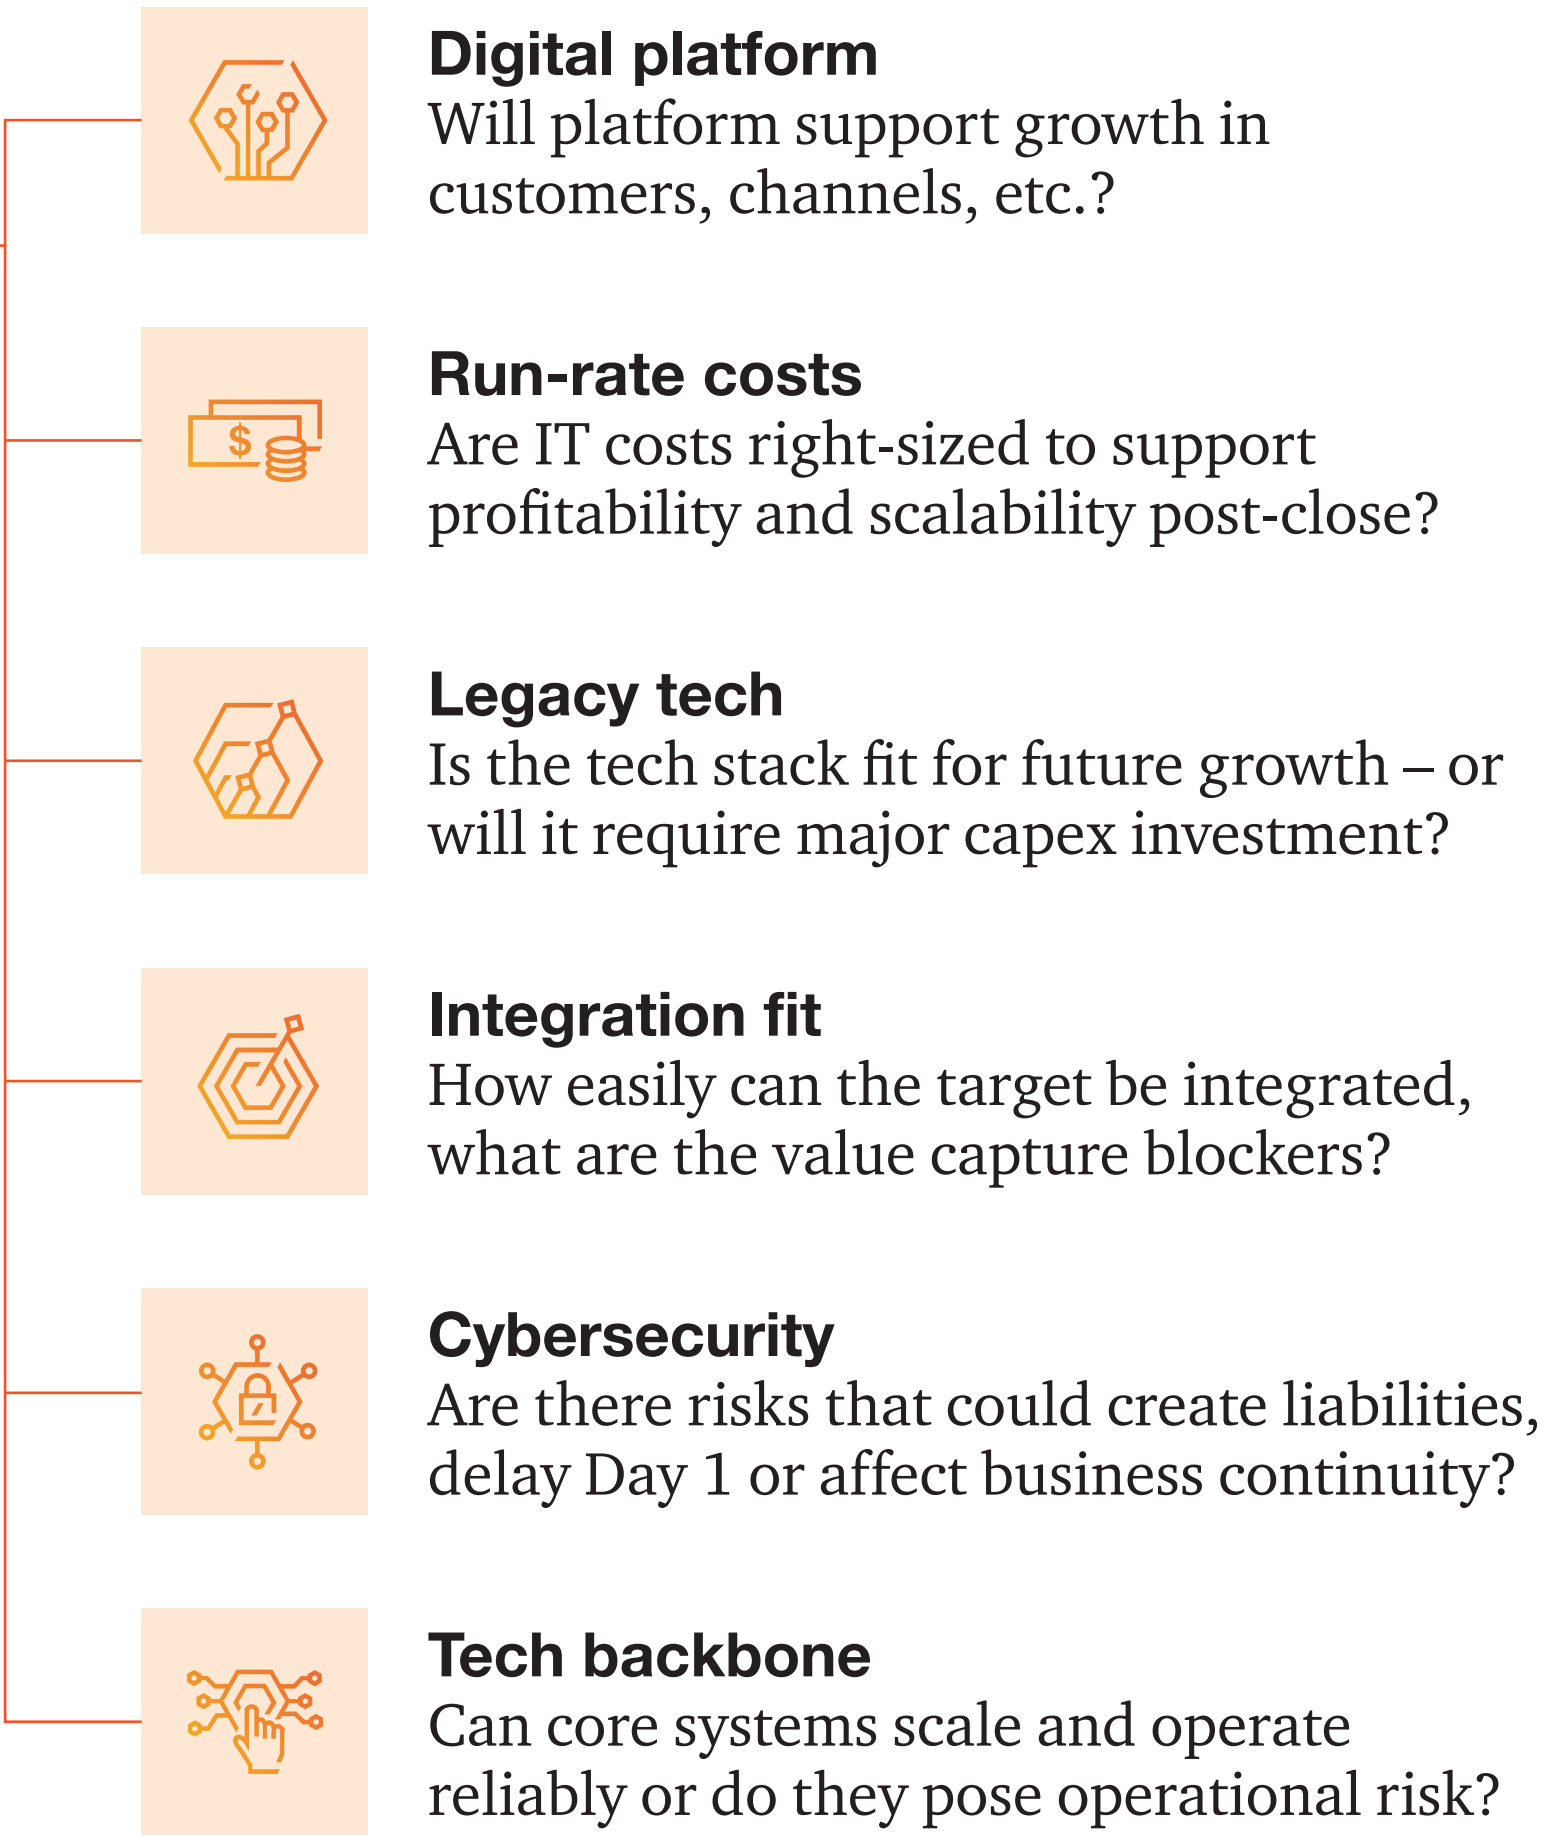 Digital platform
Will platform support growth in
customers, channels, etc.?
Run-rate costs
Are IT costs right-sized to support
profitability and scalability post-close?
$
Legacy tech
Is the tech stack fit for future growth – or
will it require major capex investment?
Integration fit
How easily can the target be integrated,
what are the value capture blockers?
Cybersecurity
Are there risks that could create liabilities,
delay Day 1 or affect business continuity?
Tech backbone
Can core systems scale and operate
reliably or do they pose operational risk?